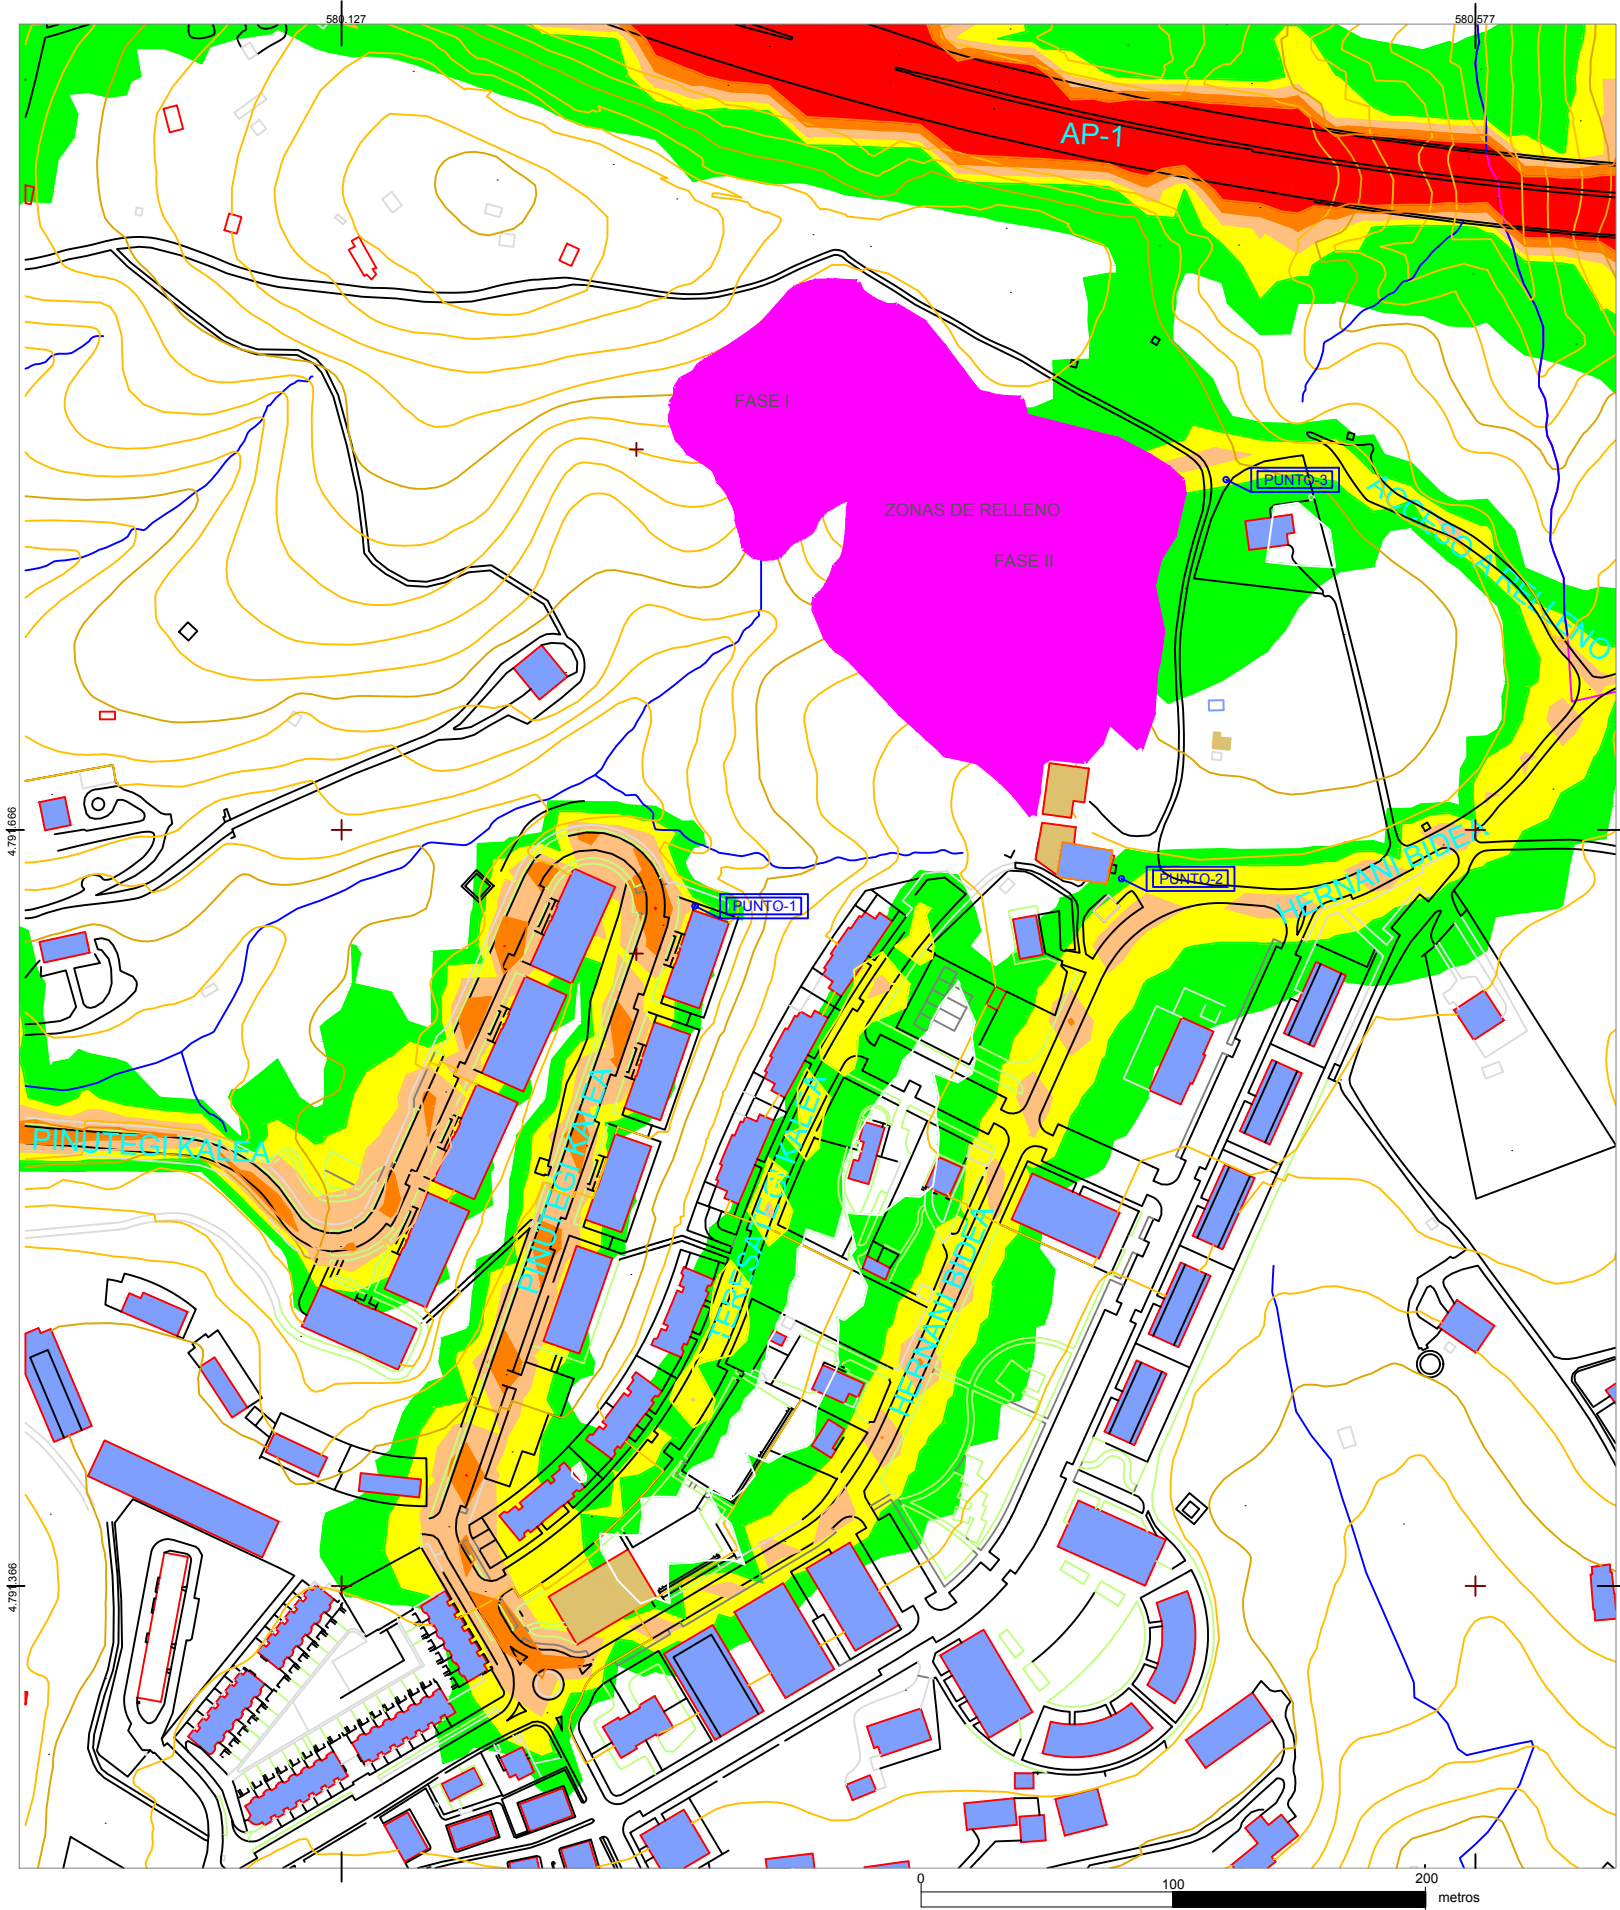 580.127
580.577
AP-1
FASE I
PUNTO-3
ACCESO A RELLENO
ZONAS DE RELLENO
FASE II
4.791.666
HERNANI BIDEA
PUNTO-2
PUNTO-1
PINUTEGI KALEA
PINUTEGI KALEA
TERESATEGI KALEA
HERNANI BIDEA
4.791.366
0
100
200
metros